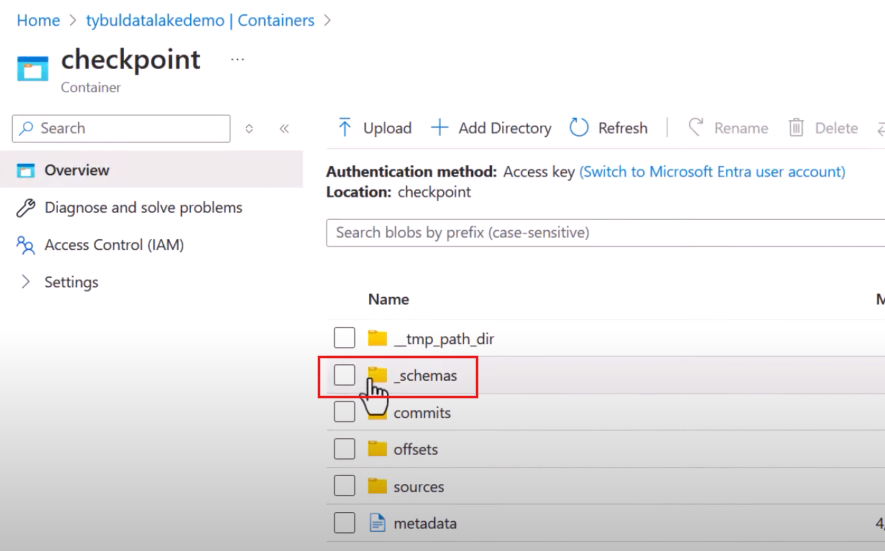 Home > tybuldatalakedemo | Containers >
checkpoint ...
Container
Search
Upload Add Directory Refresh Rename Delete
Overview
Authentication method: Access key (Switch to Microsoft Entra user account)
Location: checkpoint
Diagnose and solve problems
Search blobs by prefix (case-sensitive)
Access Control (IAM)
Settings
Name
__tmp_path_dir
_schemas
commits
offsets
sources
metadata